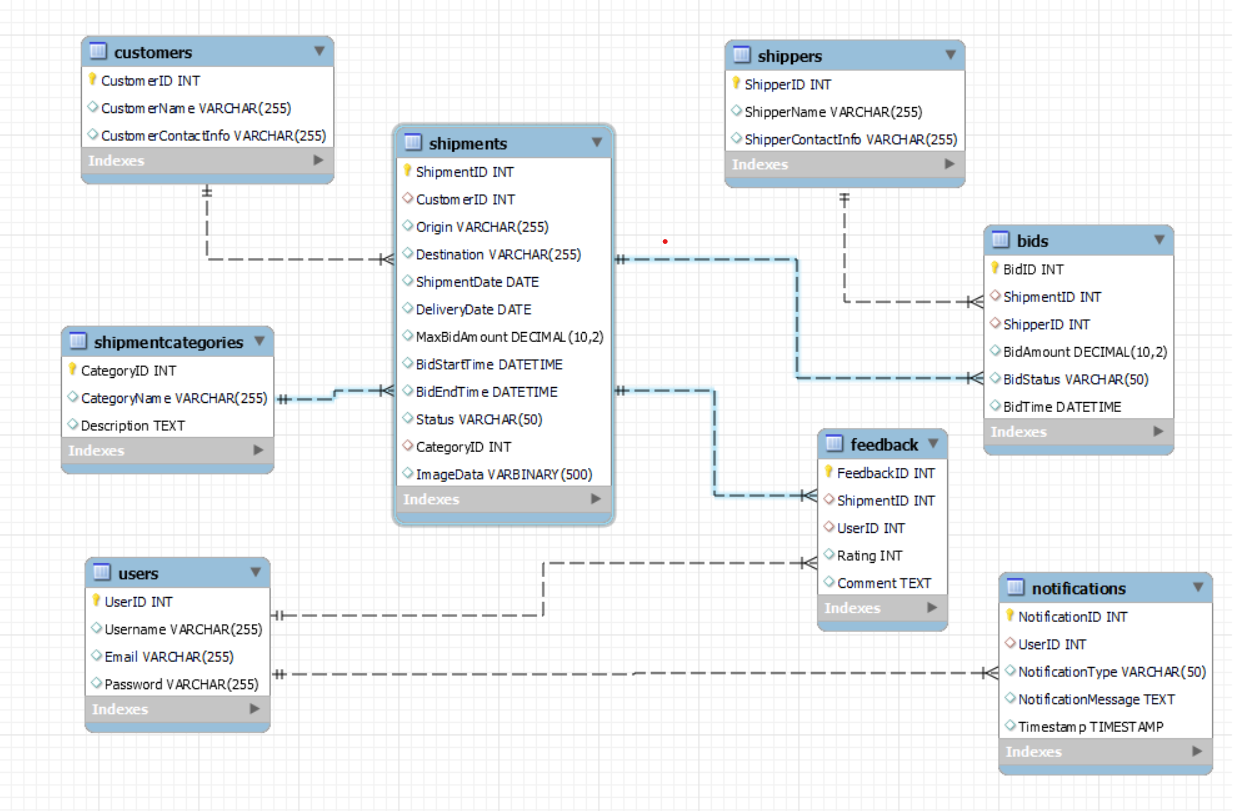 customers
CustomerID INT
CustomerName VARCHAR(255)
CustomerContactInfo VARCHAR(255)
Indexes
shippers
ShipperID INT
ShipperName VARCHAR(255)
ShipperContactInfo VARCHAR(255)
Indexes
shipments
ShipmentID INT
CustomerID INT
Origin VARCHAR(255)
Destination VARCHAR(255)
ShipmentDate DATE
DeliveryDate DATE
MaxBidAmount DECIMAL(10,2)
BidStartTime DATETIME
BidEndTime DATETIME
Status VARCHAR(50)
CategoryID INT
ImageData VARBINARY(500)
Indexes
bids
BidID INT
ShipmentID INT
ShipperID INT
BidAmount DECIMAL(10,2)
BidStatus VARCHAR(50)
BidTime DATETIME
Indexes
shipmentcategories
CategoryID INT
CategoryName VARCHAR(255)
Description TEXT
Indexes
feedback
FeedbackID INT
ShipmentID INT
UserID INT
Rating INT
Comment TEXT
Indexes
users
UserID INT
Username VARCHAR(255)
Email VARCHAR(255)
Password VARCHAR(255)
Indexes
notifications
NotificationID INT
UserID INT
NotificationType VARCHAR(50)
NotificationMessage TEXT
Timestamp TIMESTAMP
Indexes